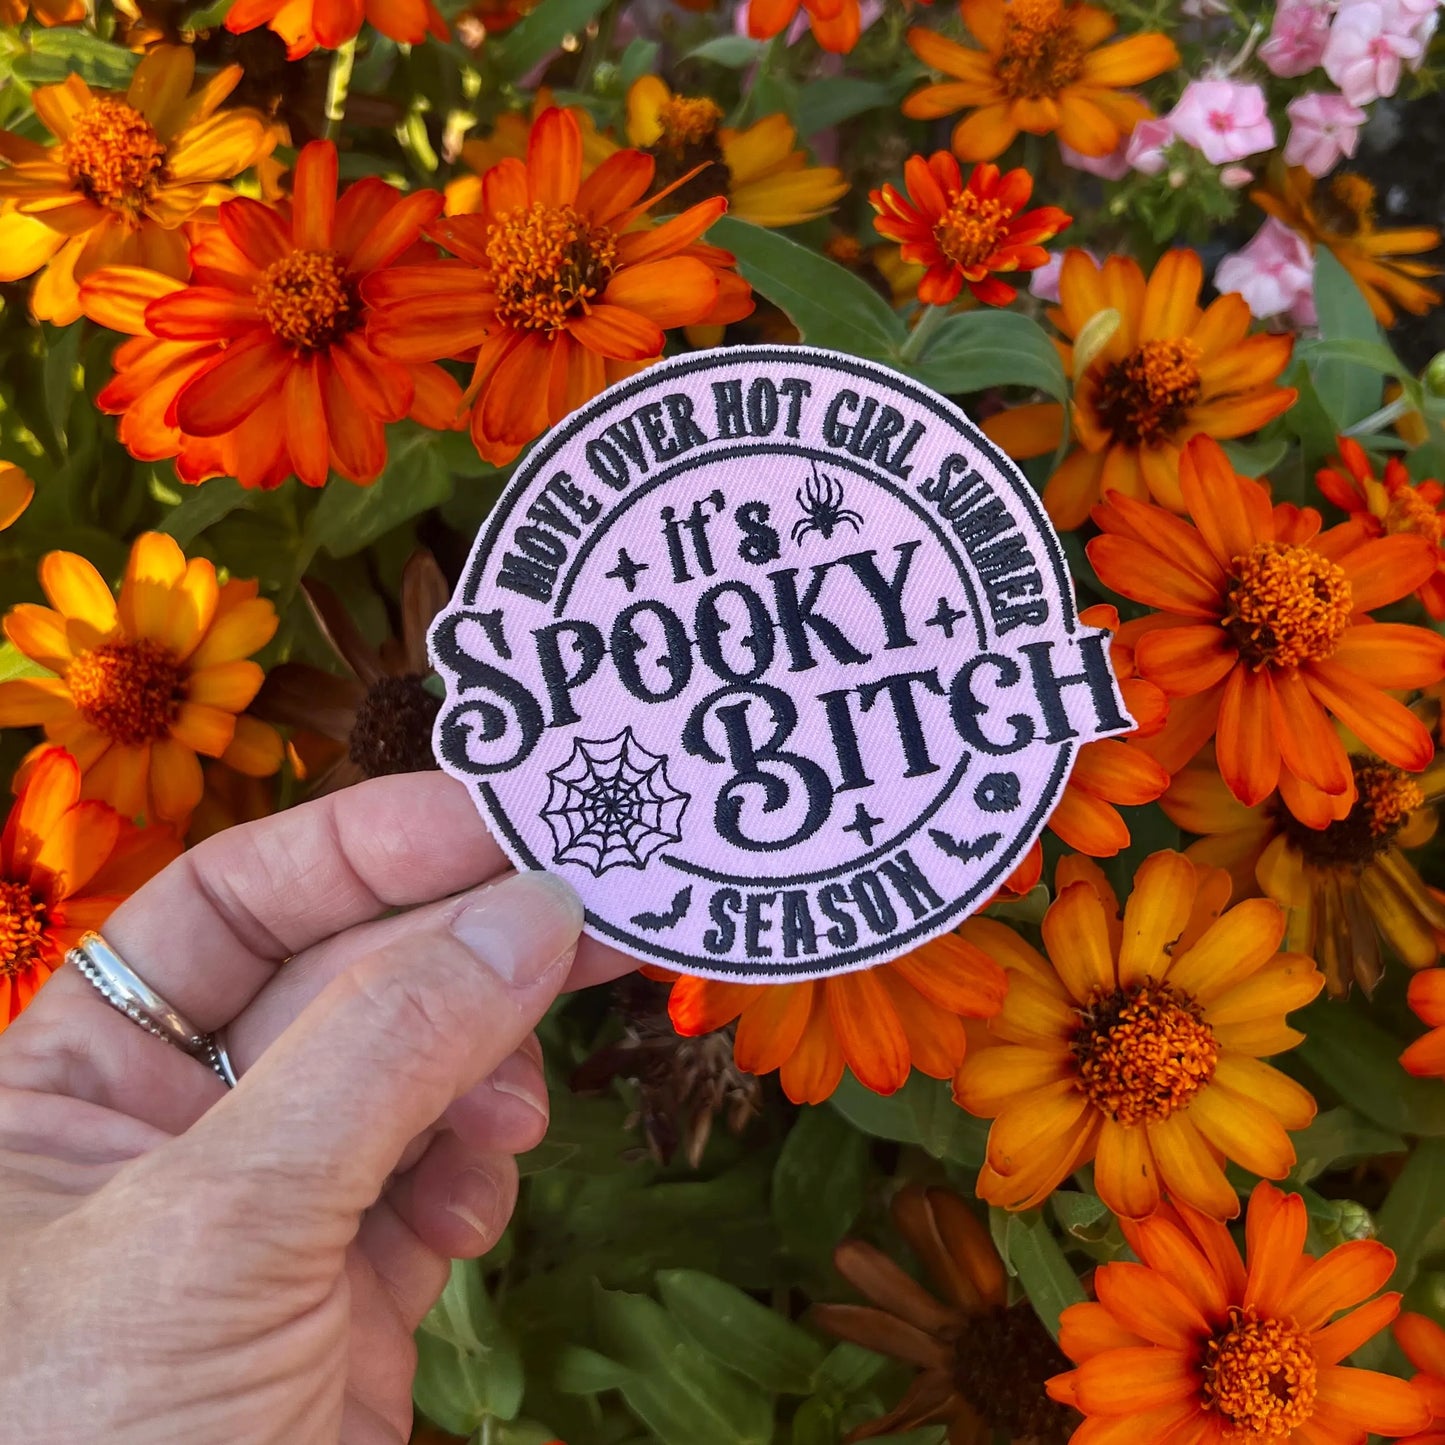 MOVE OVER HOT GIRL SUMMER
iT's
SPOOKY
BITCH
SEASON